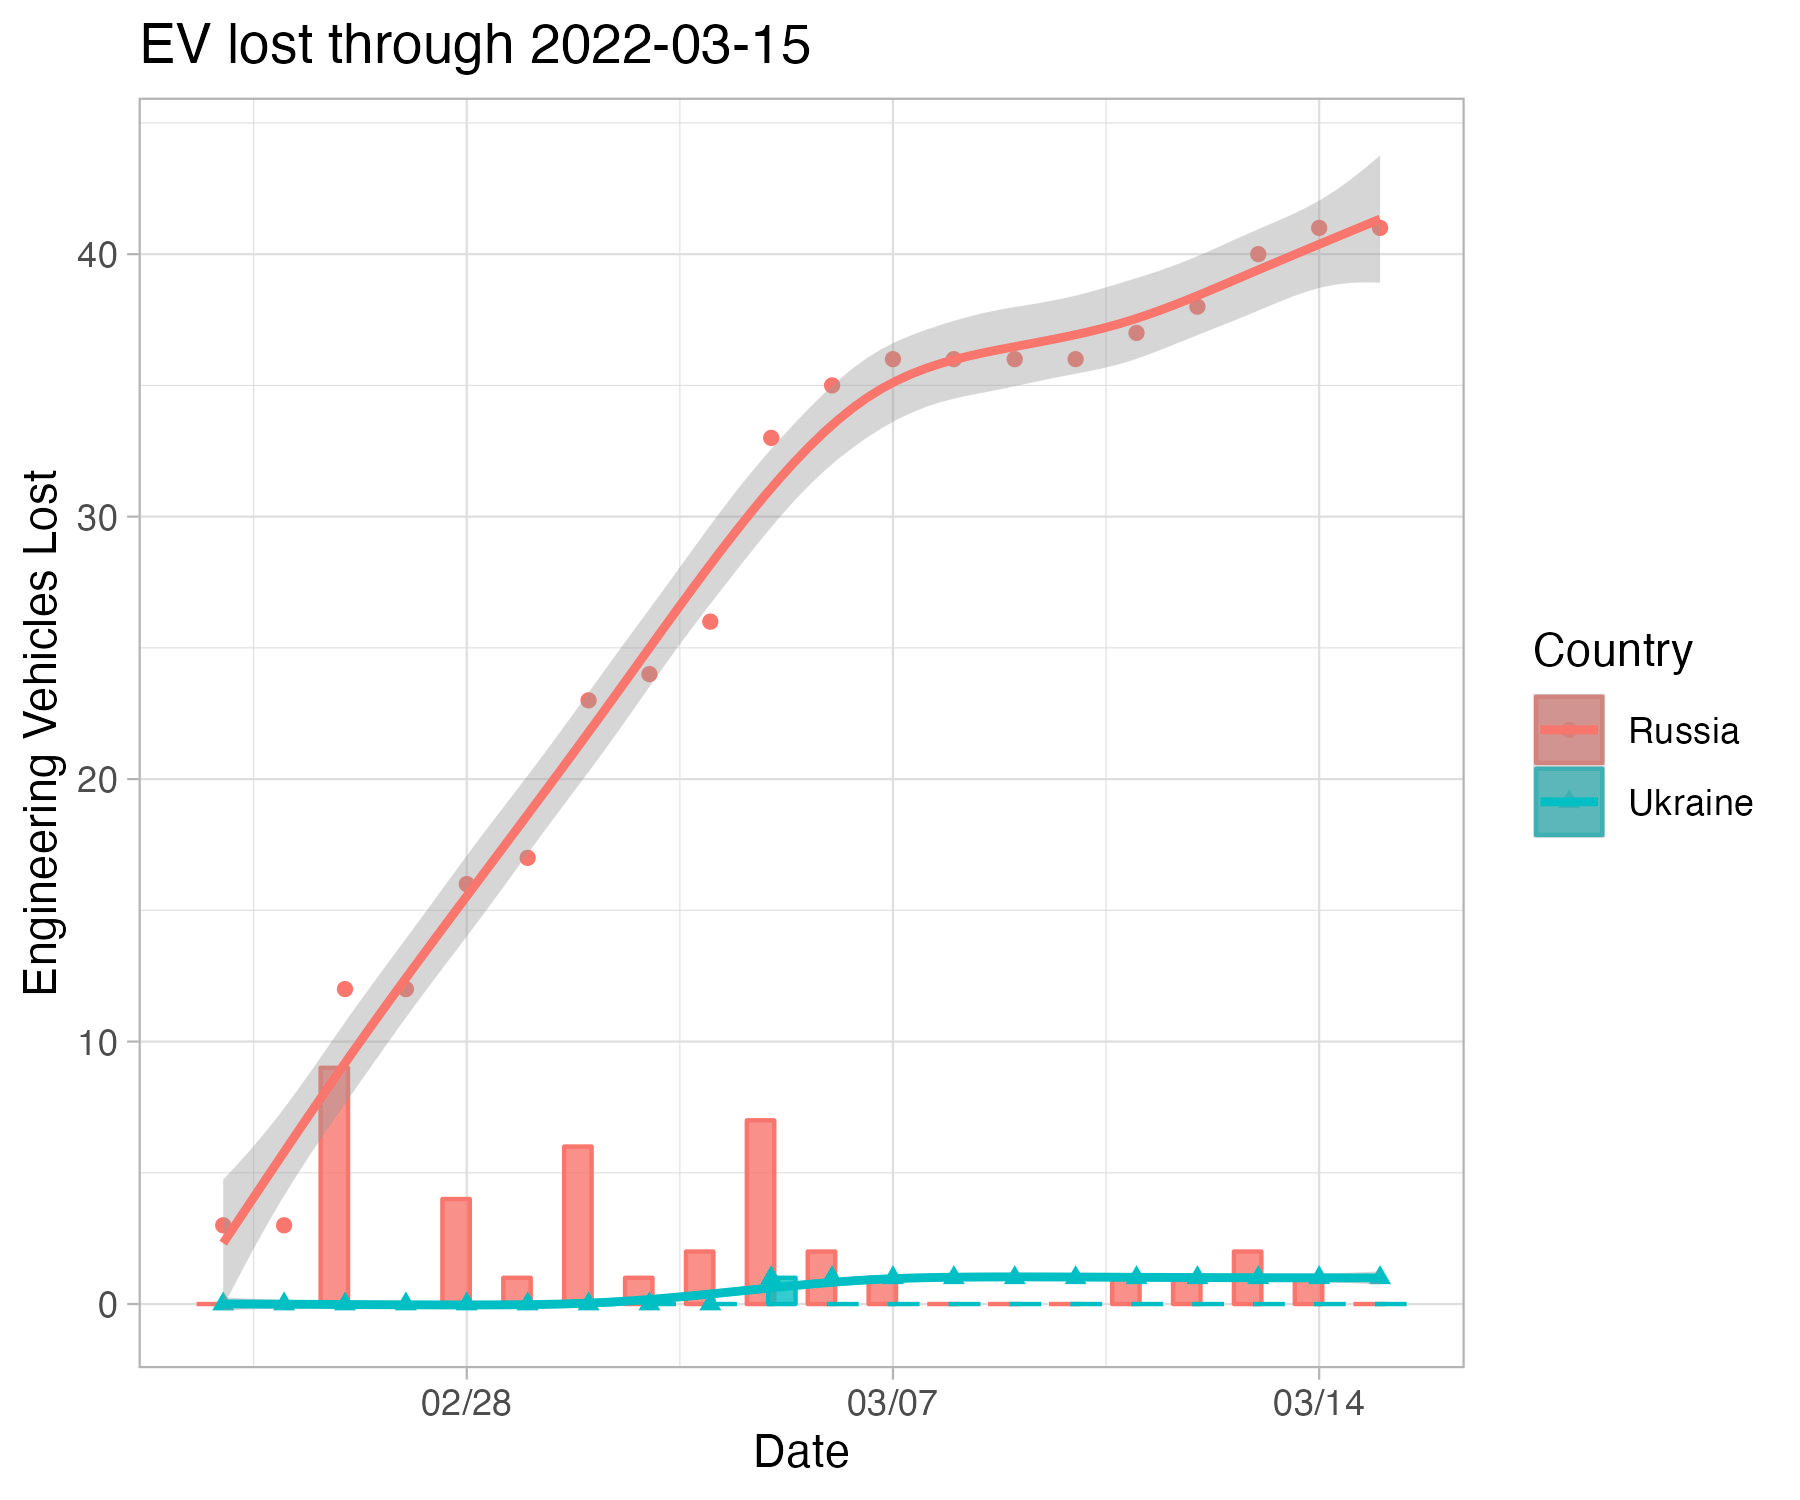 EV lost through 2022-03-15
Engineering Vehicles Lost
40
30
20
10
0
02/28
03/07
03/14
Date
Country
Russia
Ukraine